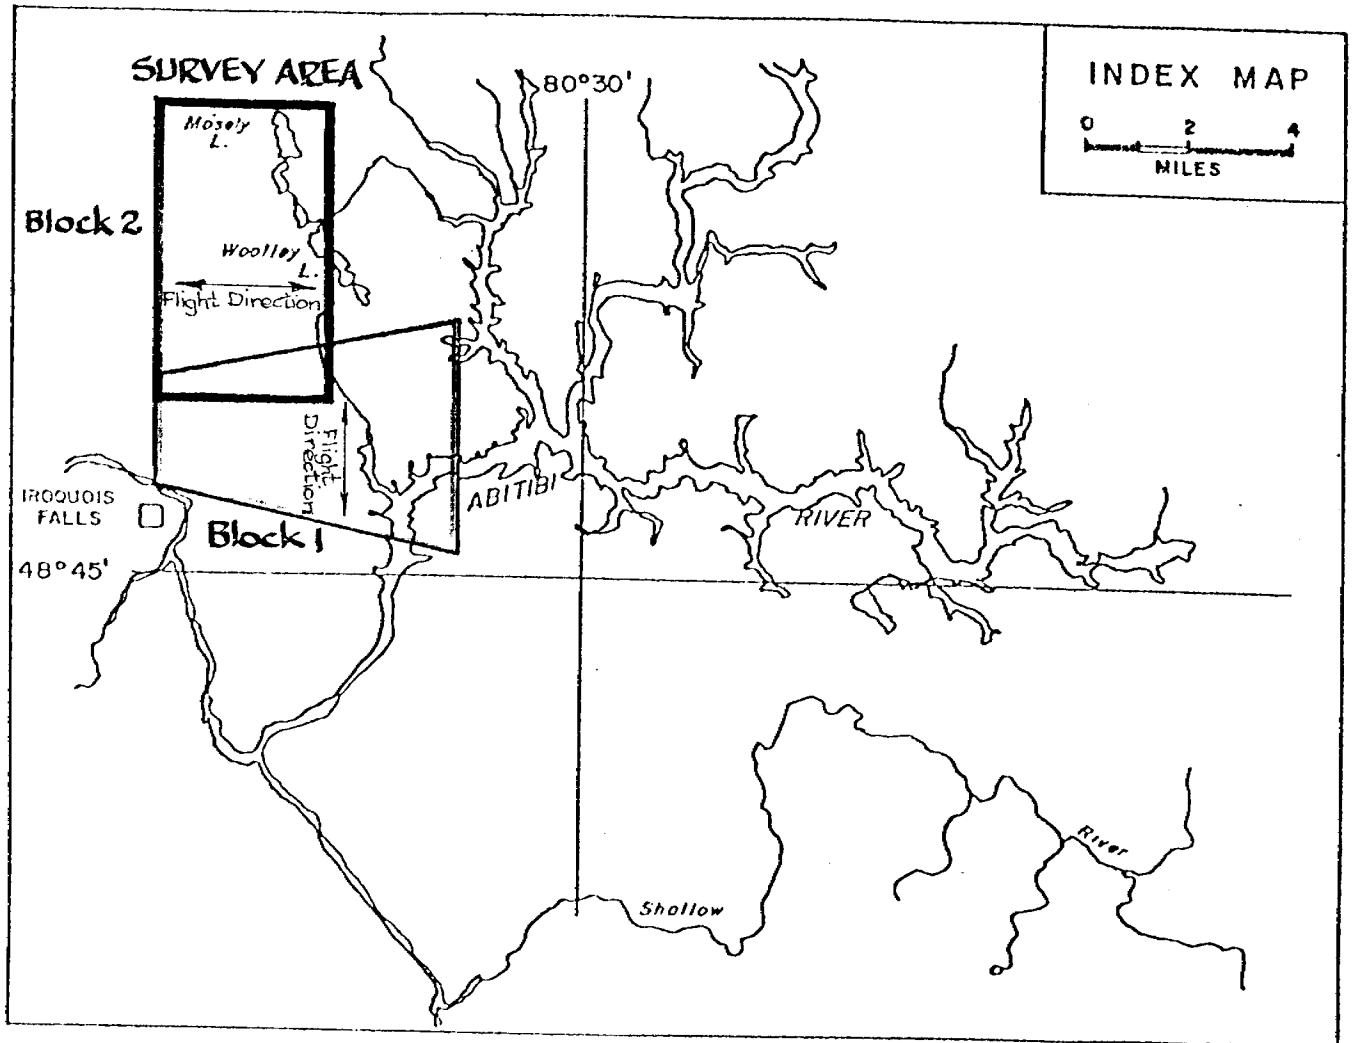 SURVEY AREA
80°30'
INDEX MAP
0 2 4
MILES
Mosely
L.
Block 2
Woolley
L.
Flight Direction
Flight
Direction
IROQUOIS
FALLS
Block 1
ABITIBI
RIVER
48°45'
River
Shallow